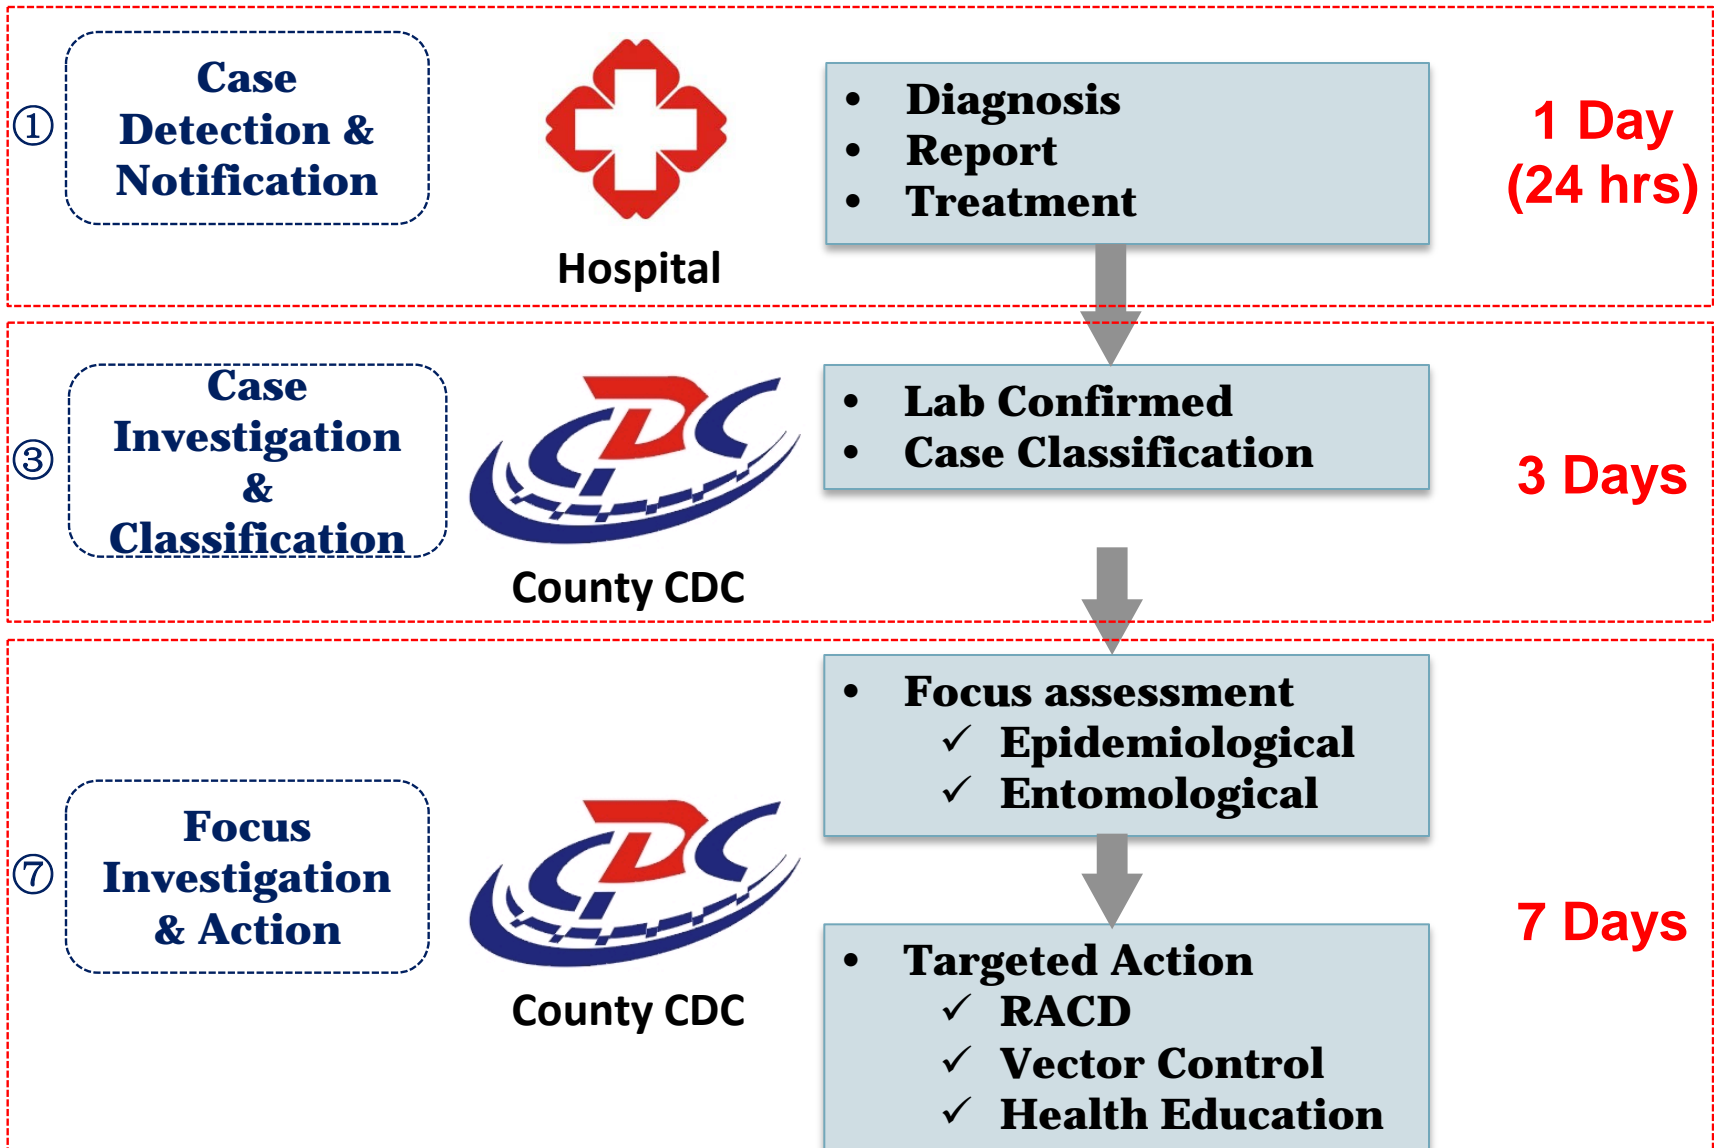 ①
Case
Detection &
Notification
Hospital
• Diagnosis
• Report
• Treatment
1 Day
(24 hrs)
③
Case
Investigation
&
Classification
CDC
County CDC
• Lab Confirmed
• Case Classification
3 Days
⑦
Focus
Investigation
& Action
CDC
County CDC
• Focus assessment
✓ Epidemiological
✓ Entomological
• Targeted Action
✓ RACD
✓ Vector Control
✓ Health Education
7 Days